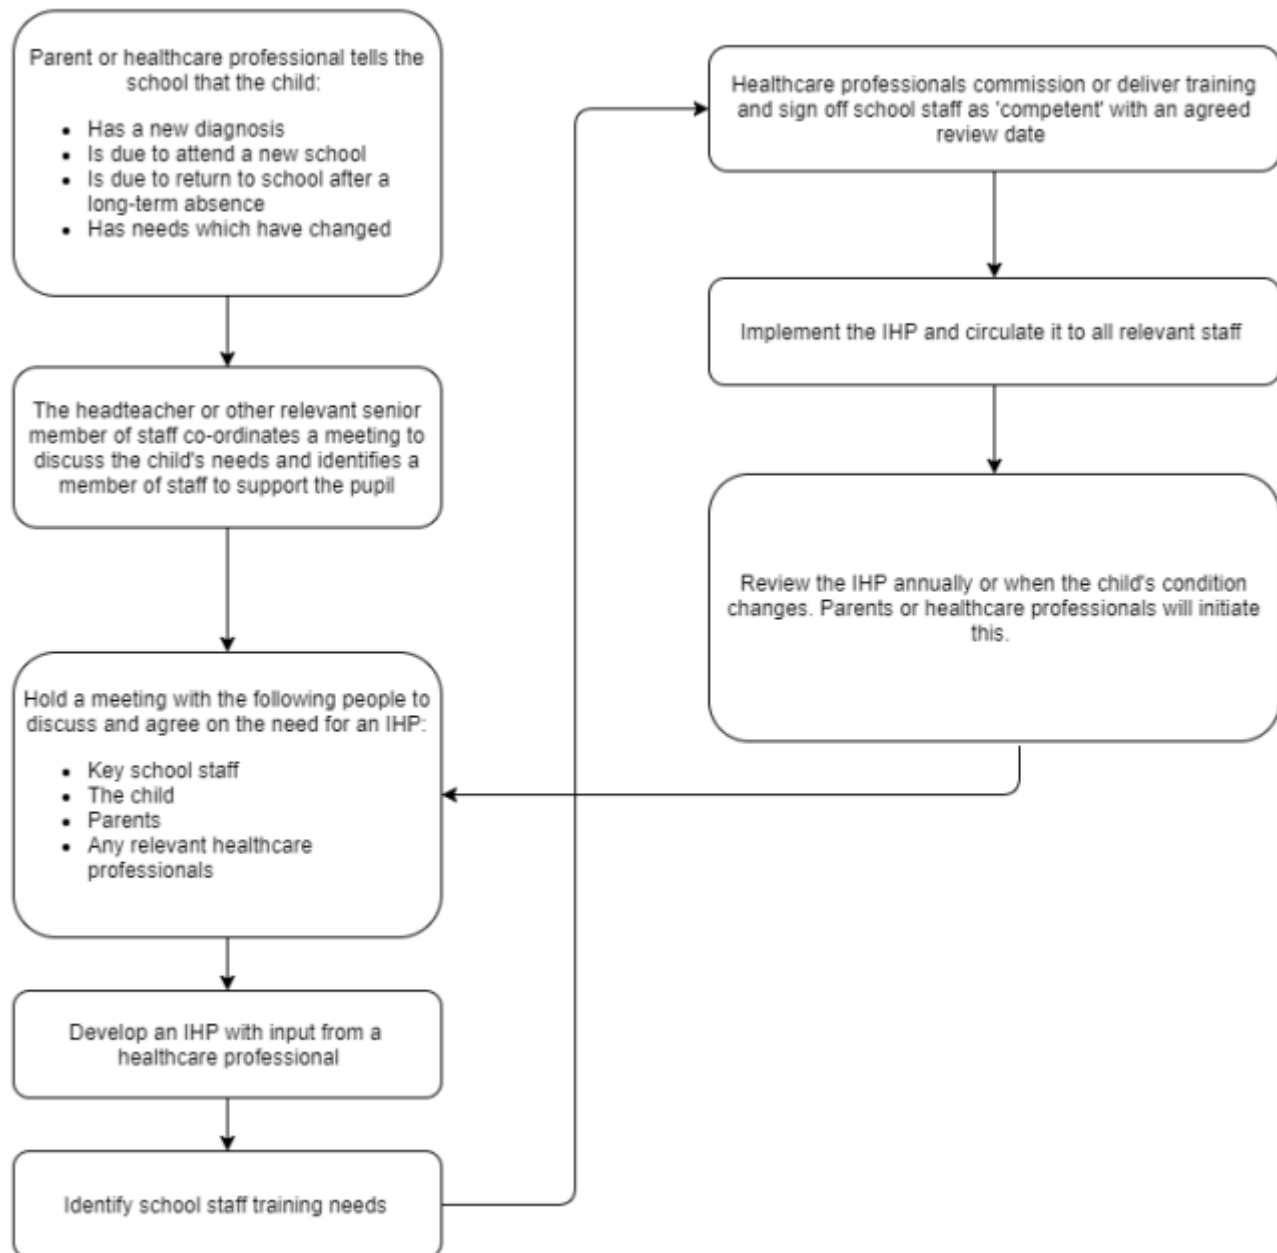 Parent or healthcare professional tells the
school that the child:
• Has a new diagnosis
• Is due to attend a new school
• Is due to return to school after a
long-term absence
• Has needs which have changed
The headteacher or other relevant senior
member of staff co-ordinates a meeting to
discuss the child's needs and identifies a
member of staff to support the pupil
Hold a meeting with the following people to
discuss and agree on the need for an IHP:
• Key school staff
• The child
• Parents
• Any relevant healthcare
professionals
Develop an IHP with input from a
healthcare professional
Identify school staff training needs
Healthcare professionals commission or deliver training
and sign off school staff as 'competent' with an agreed
review date
Implement the IHP and circulate it to all relevant staff
Review the IHP annually or when the child's condition
changes. Parents or healthcare professionals will initiate
this.